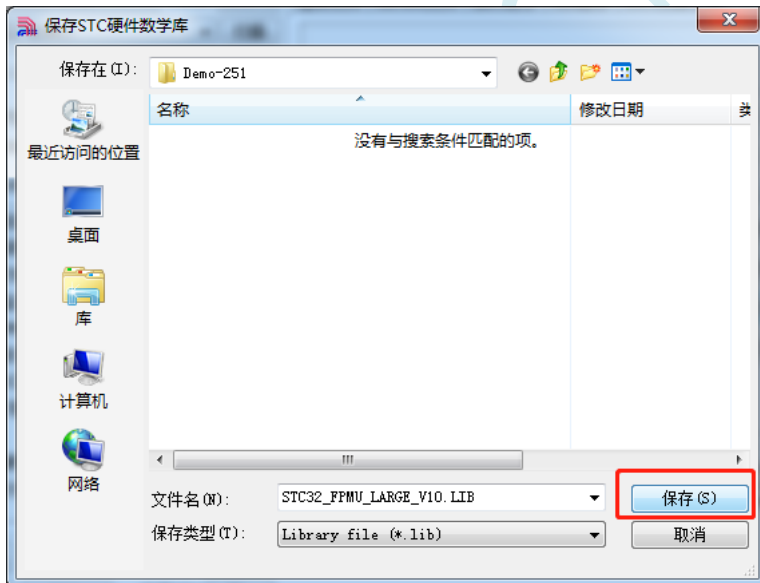 保存STC硬件数学库
保存在(I): Demo-251
名称 修改日期 类
没有与搜索条件匹配的项。
最近访问的位置
桌面
库
计算机
网络
文件名(N): STC32_FPMU_LARGE_V10.LIB 保存(S)
保存类型(T): Library file (*.lib) 取消